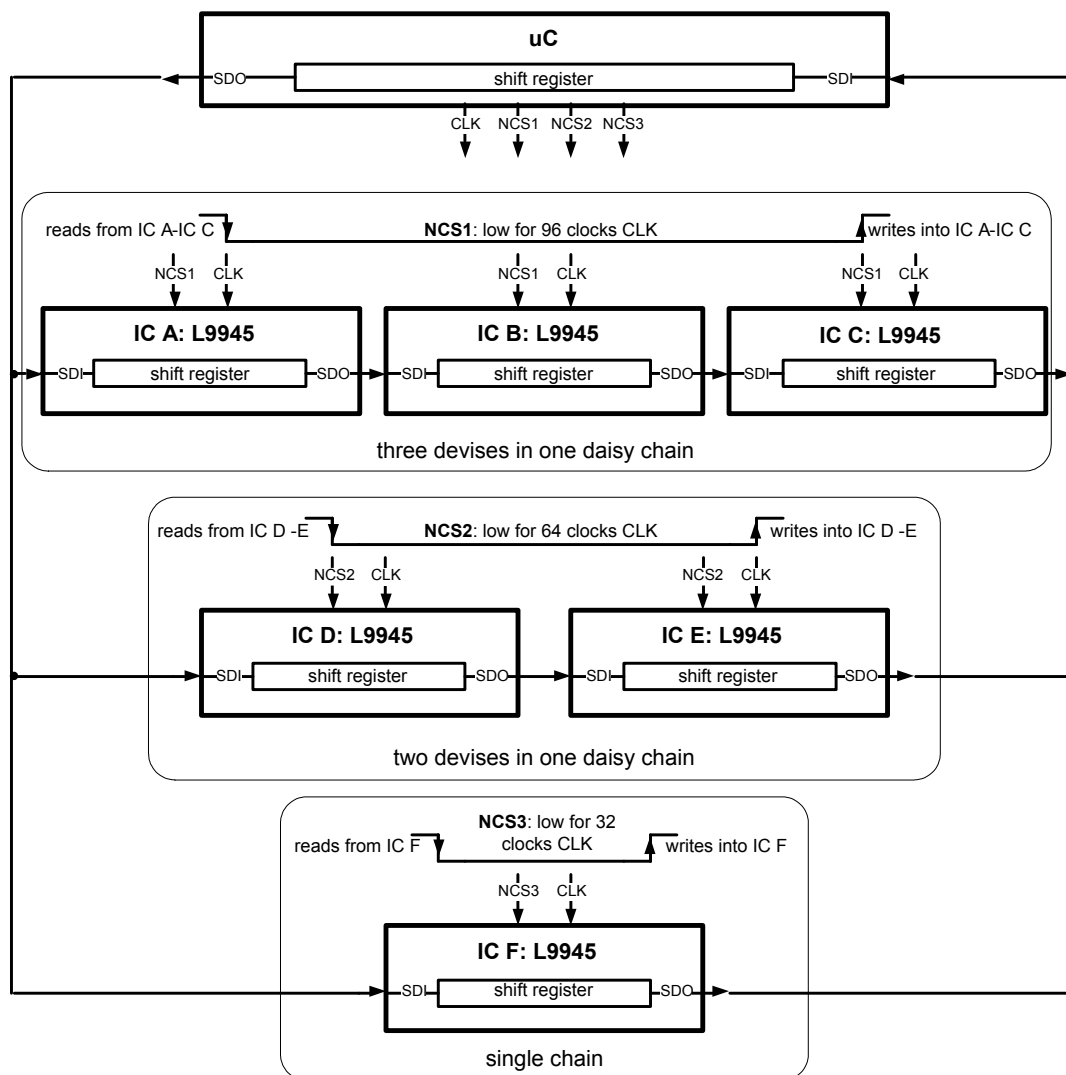 uC
SDO
shift register
SDI
CLK
NCS1
NCS2
NCS3
reads from IC A-IC C
NCS1: low for 96 clocks CLK
writes into IC A-IC C
NCS1
CLK
NCS1
CLK
NCS1
CLK
IC A: L9945
IC B: L9945
IC C: L9945
SDI
shift register
SDO
SDI
shift register
SDO
SDI
shift register
SDO
three devises in one daisy chain
reads from IC D -E
NCS2: low for 64 clocks CLK
writes into IC D -E
NCS2
CLK
NCS2
CLK
IC D: L9945
IC E: L9945
SDI
shift register
SDO
SDI
shift register
SDO
two devises in one daisy chain
NCS3: low for 32
clocks CLK
reads from IC F
writes into IC F
NCS3
CLK
IC F: L9945
SDI
shift register
SDO
single chain